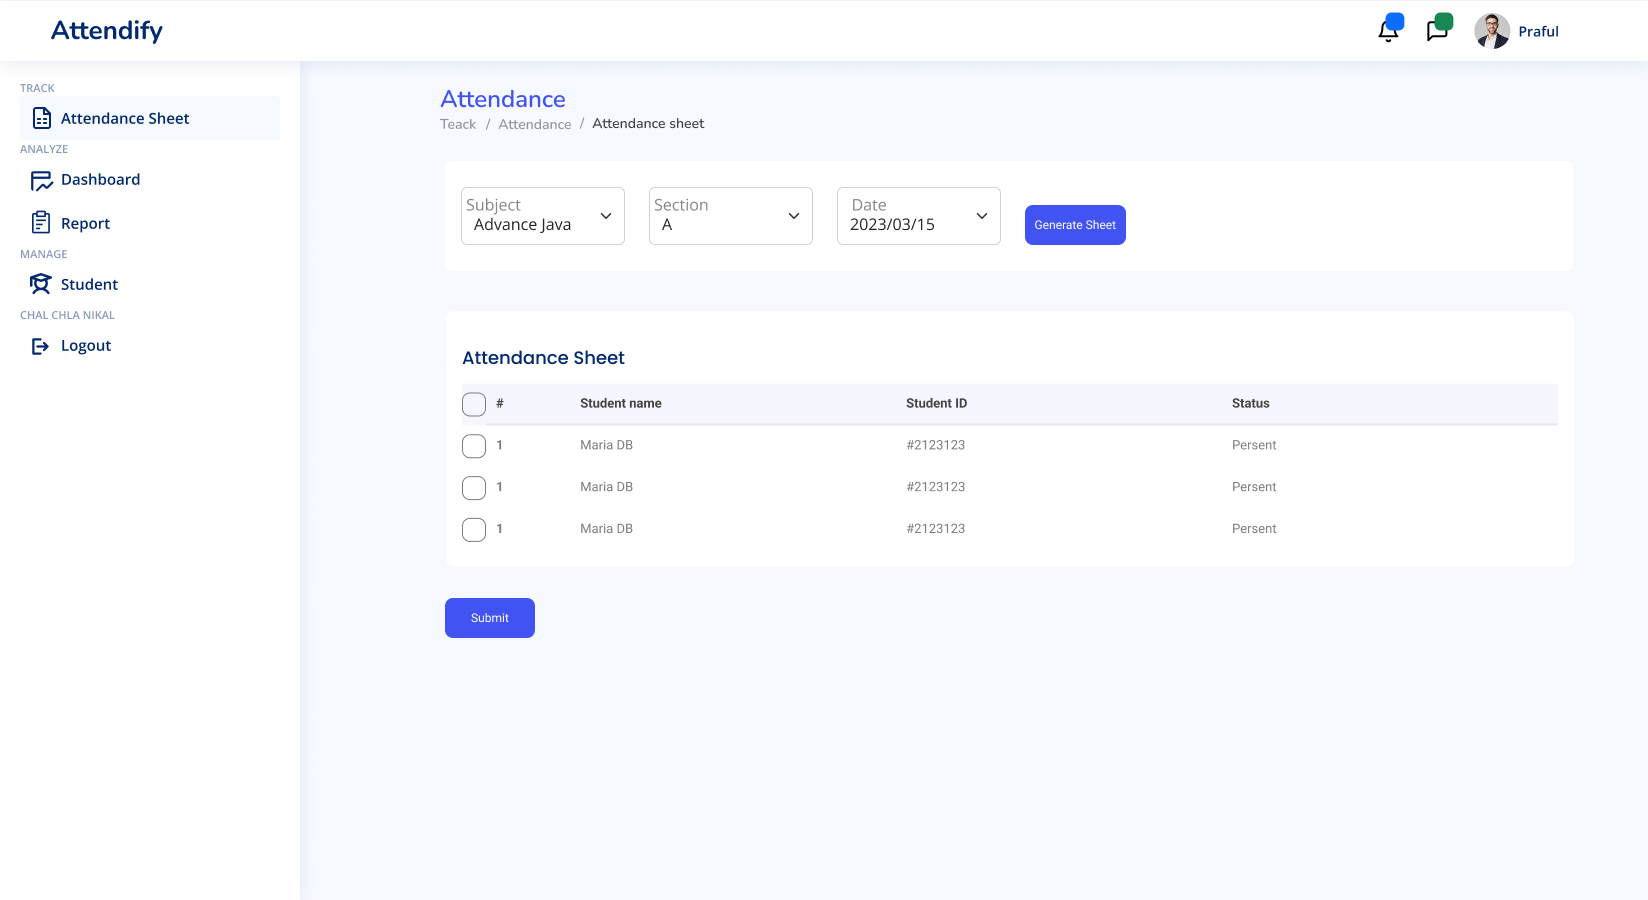 Attendify
Praful
TRACK
Attendance Sheet
ANALYZE
Dashboard
Report
MANAGE
Student
CHAL CHLA NIKAL
Logout
Attendance
Teack / Attendance / Attendance sheet
Subject Section Date
Advance Java A 2023/03/15
Generate Sheet
Attendance Sheet
# Student name Student ID Status
1 Maria DB #2123123 Persent
1 Maria DB #2123123 Persent
1 Maria DB #2123123 Persent
Submit